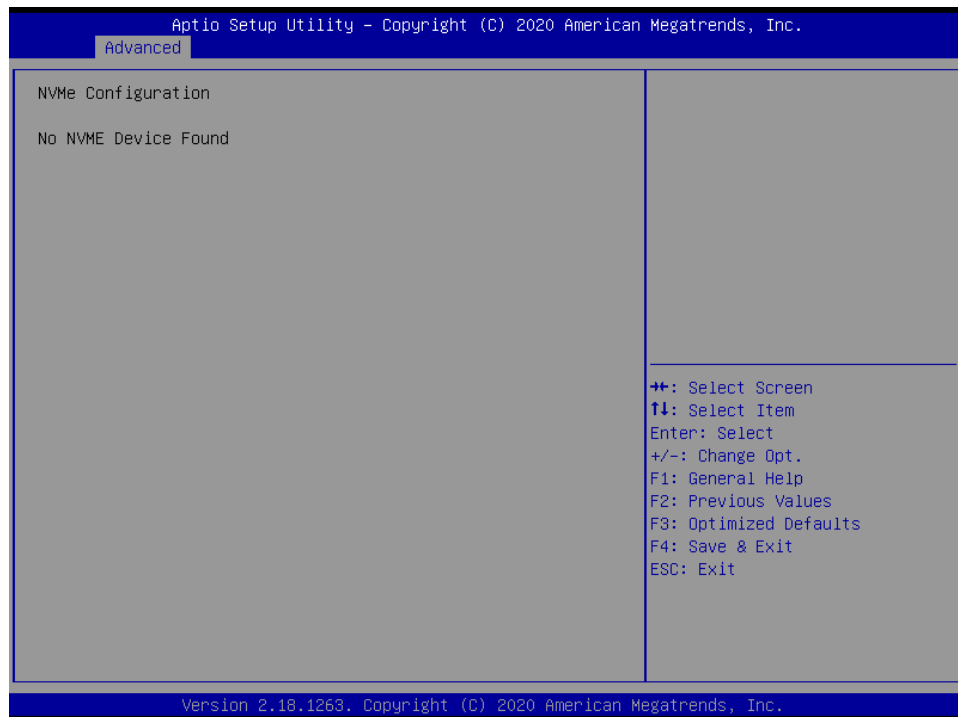 Aptio Setup Utility – Copyright (C) 2020 American Megatrends, Inc.
Advanced
NVMe Configuration
No NVME Device Found
→←: Select Screen
↑↓: Select Item
Enter: Select
+/-: Change Opt.
F1: General Help
F2: Previous Values
F3: Optimized Defaults
F4: Save & Exit
ESC: Exit
Version 2.18.1263. Copyright (C) 2020 American Megatrends, Inc.